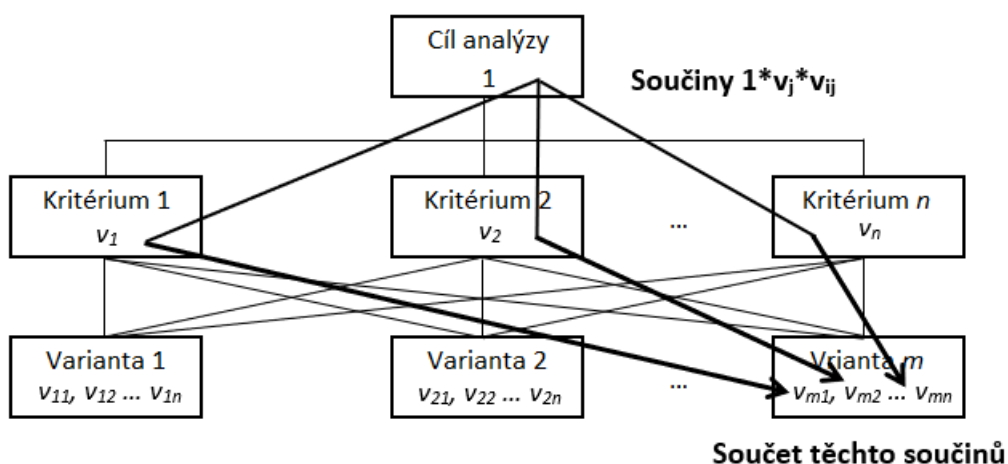 Cíl analýzy
1
Součiny 1*vj*vij
Kritérium 1
v1
Kritérium 2
v2
...
Kritérium n
vn
Varianta 1
v11, v12 ... v1n
Varianta 2
v21, v22 ... v2n
...
Vrianta m
vm1, vm2 ... vmn
Součet těchto součinů